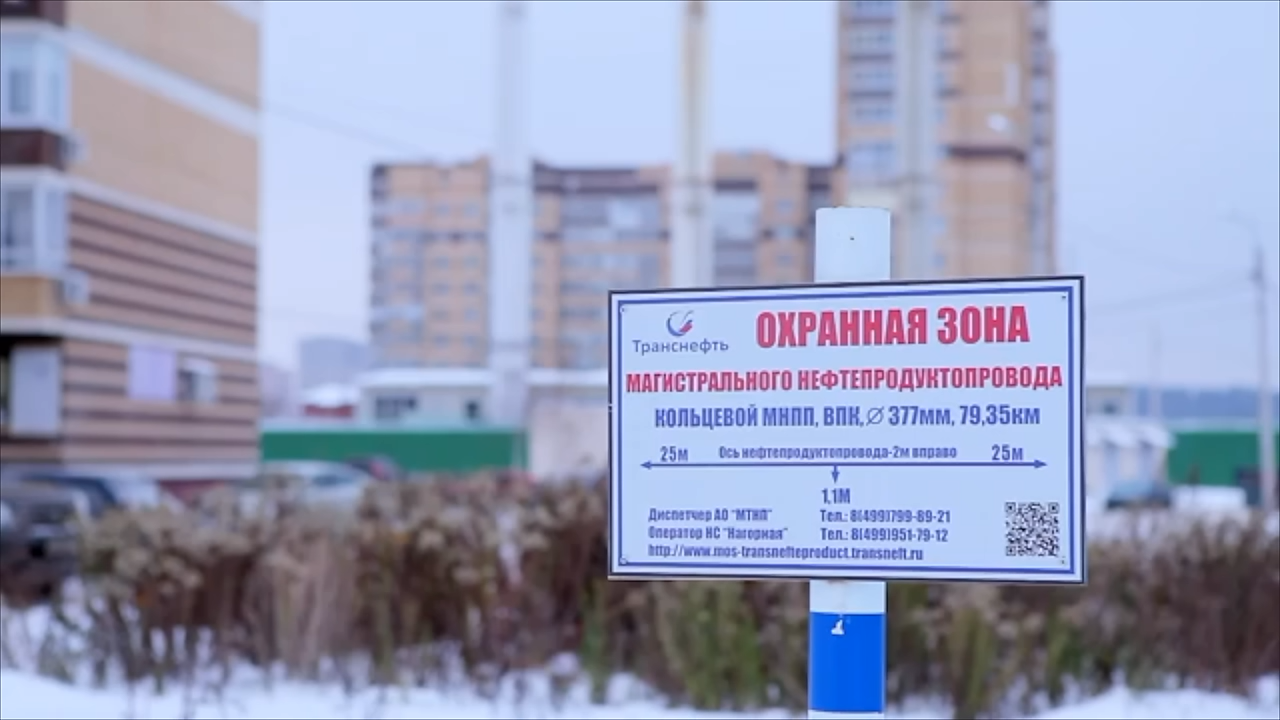 Транснефть
ОХРАННАЯ ЗОНА
МАГИСТРАЛЬНОГО НЕФТЕПРОДУКТОПРОВОДА
КОЛЬЦЕВОЙ МНПП, ВПК, ∅ 377мм, 79,35км
25м Ось нефтепродуктопровода-2м вправо 25м
1,1М
Диспетчер АО "МТНП" Тел.: 8(499)799-89-21
Оператор НС "Нагорная" Тел.: 8(499)951-79-12
http://www.mos-transnefteproduct.transneft.ru